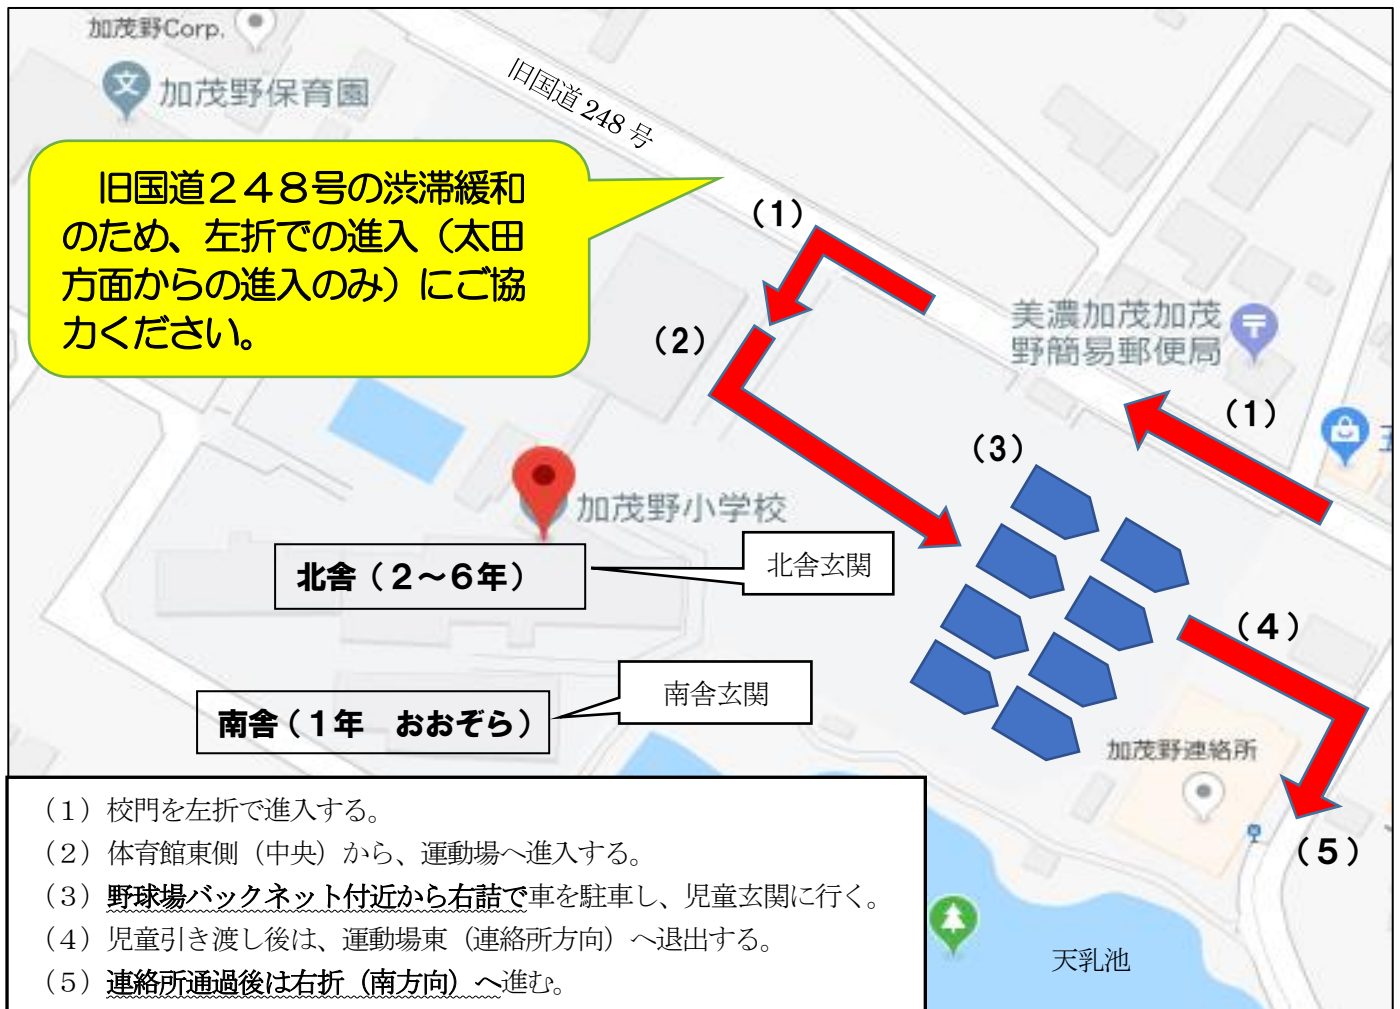 加茂野Corp.
加茂野保育園
旧国道 248 号
旧国道248号の渋滞緩和
のため、左折での進入（太田
方面からの進入のみ）にご協
力ください。
（1）
（2）
美濃加茂加茂
野簡易郵便局
（1）
（3）
加茂野小学校
北舎（2～6年）
北舎玄関
（4）
南舎（1年　おおぞら）
南舎玄関
加茂野連絡所
（5）
天乳池
（1）校門を左折で進入する。
（2）体育館東側（中央）から、運動場へ進入する。
（3）野球場バックネット付近から右詰で車を駐車し、児童玄関に行く。
（4）児童引き渡し後は、運動場東（連絡所方向）へ退出する。
（5）連絡所通過後は右折（南方向）へ進む。